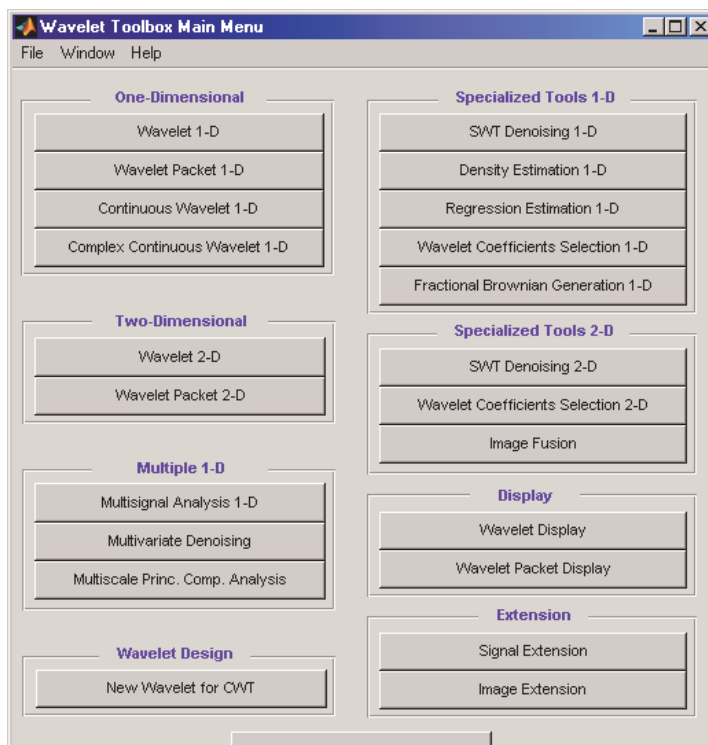 Wavelet Toolbox Main Menu
File Window Help
One-Dimensional
Wavelet 1-D
Wavelet Packet 1-D
Continuous Wavelet 1-D
Complex Continuous Wavelet 1-D
Two-Dimensional
Wavelet 2-D
Wavelet Packet 2-D
Multiple 1-D
Multisignal Analysis 1-D
Multivariate Denoising
Multiscale Princ. Comp. Analysis
Wavelet Design
New Wavelet for CWT
Specialized Tools 1-D
SWT Denoising 1-D
Density Estimation 1-D
Regression Estimation 1-D
Wavelet Coefficients Selection 1-D
Fractional Brownian Generation 1-D
Specialized Tools 2-D
SWT Denoising 2-D
Wavelet Coefficients Selection 2-D
Image Fusion
Display
Wavelet Display
Wavelet Packet Display
Extension
Signal Extension
Image Extension